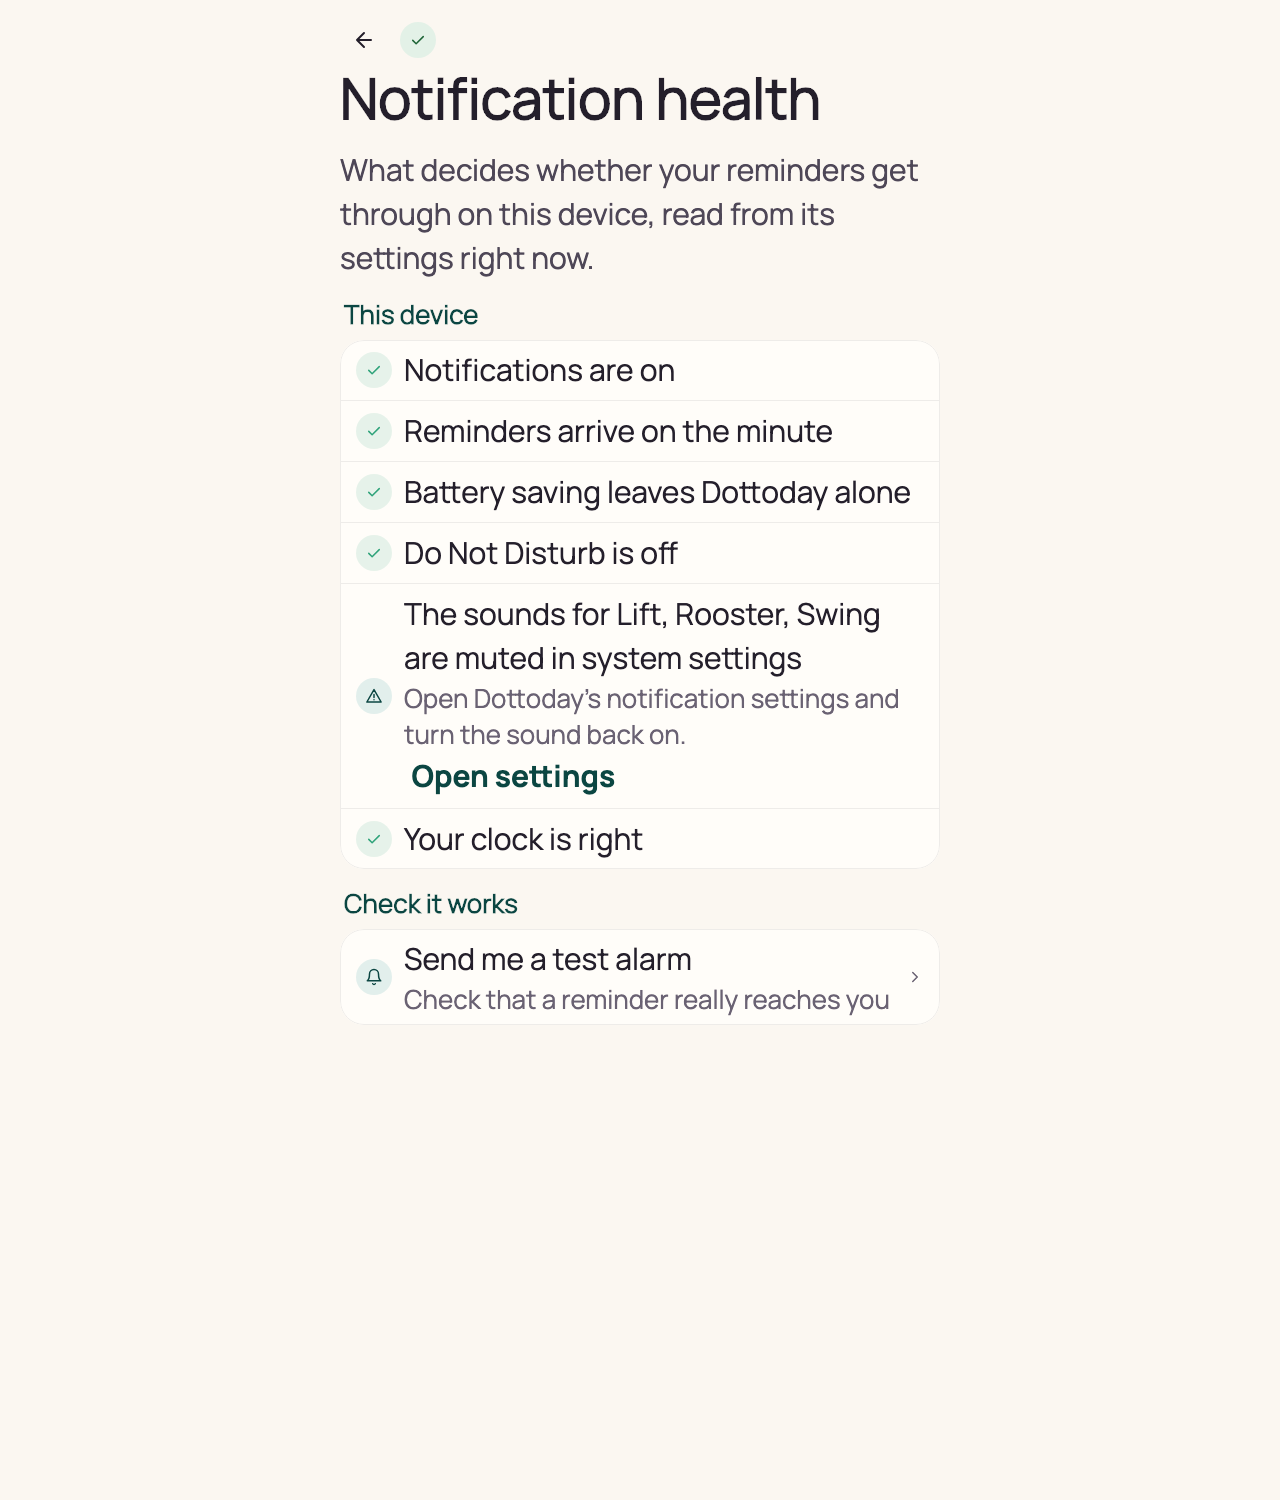 Notification health
What decides whether your reminders get
through on this device, read from its
settings right now.
This device
Notifications are on
Reminders arrive on the minute
Battery saving leaves Dottoday alone
Do Not Disturb is off
The sounds for Lift, Rooster, Swing
are muted in system settings
Open Dottoday’s notification settings and
turn the sound back on.
Open settings
Your clock is right
Check it works
Send me a test alarm
Check that a reminder really reaches you